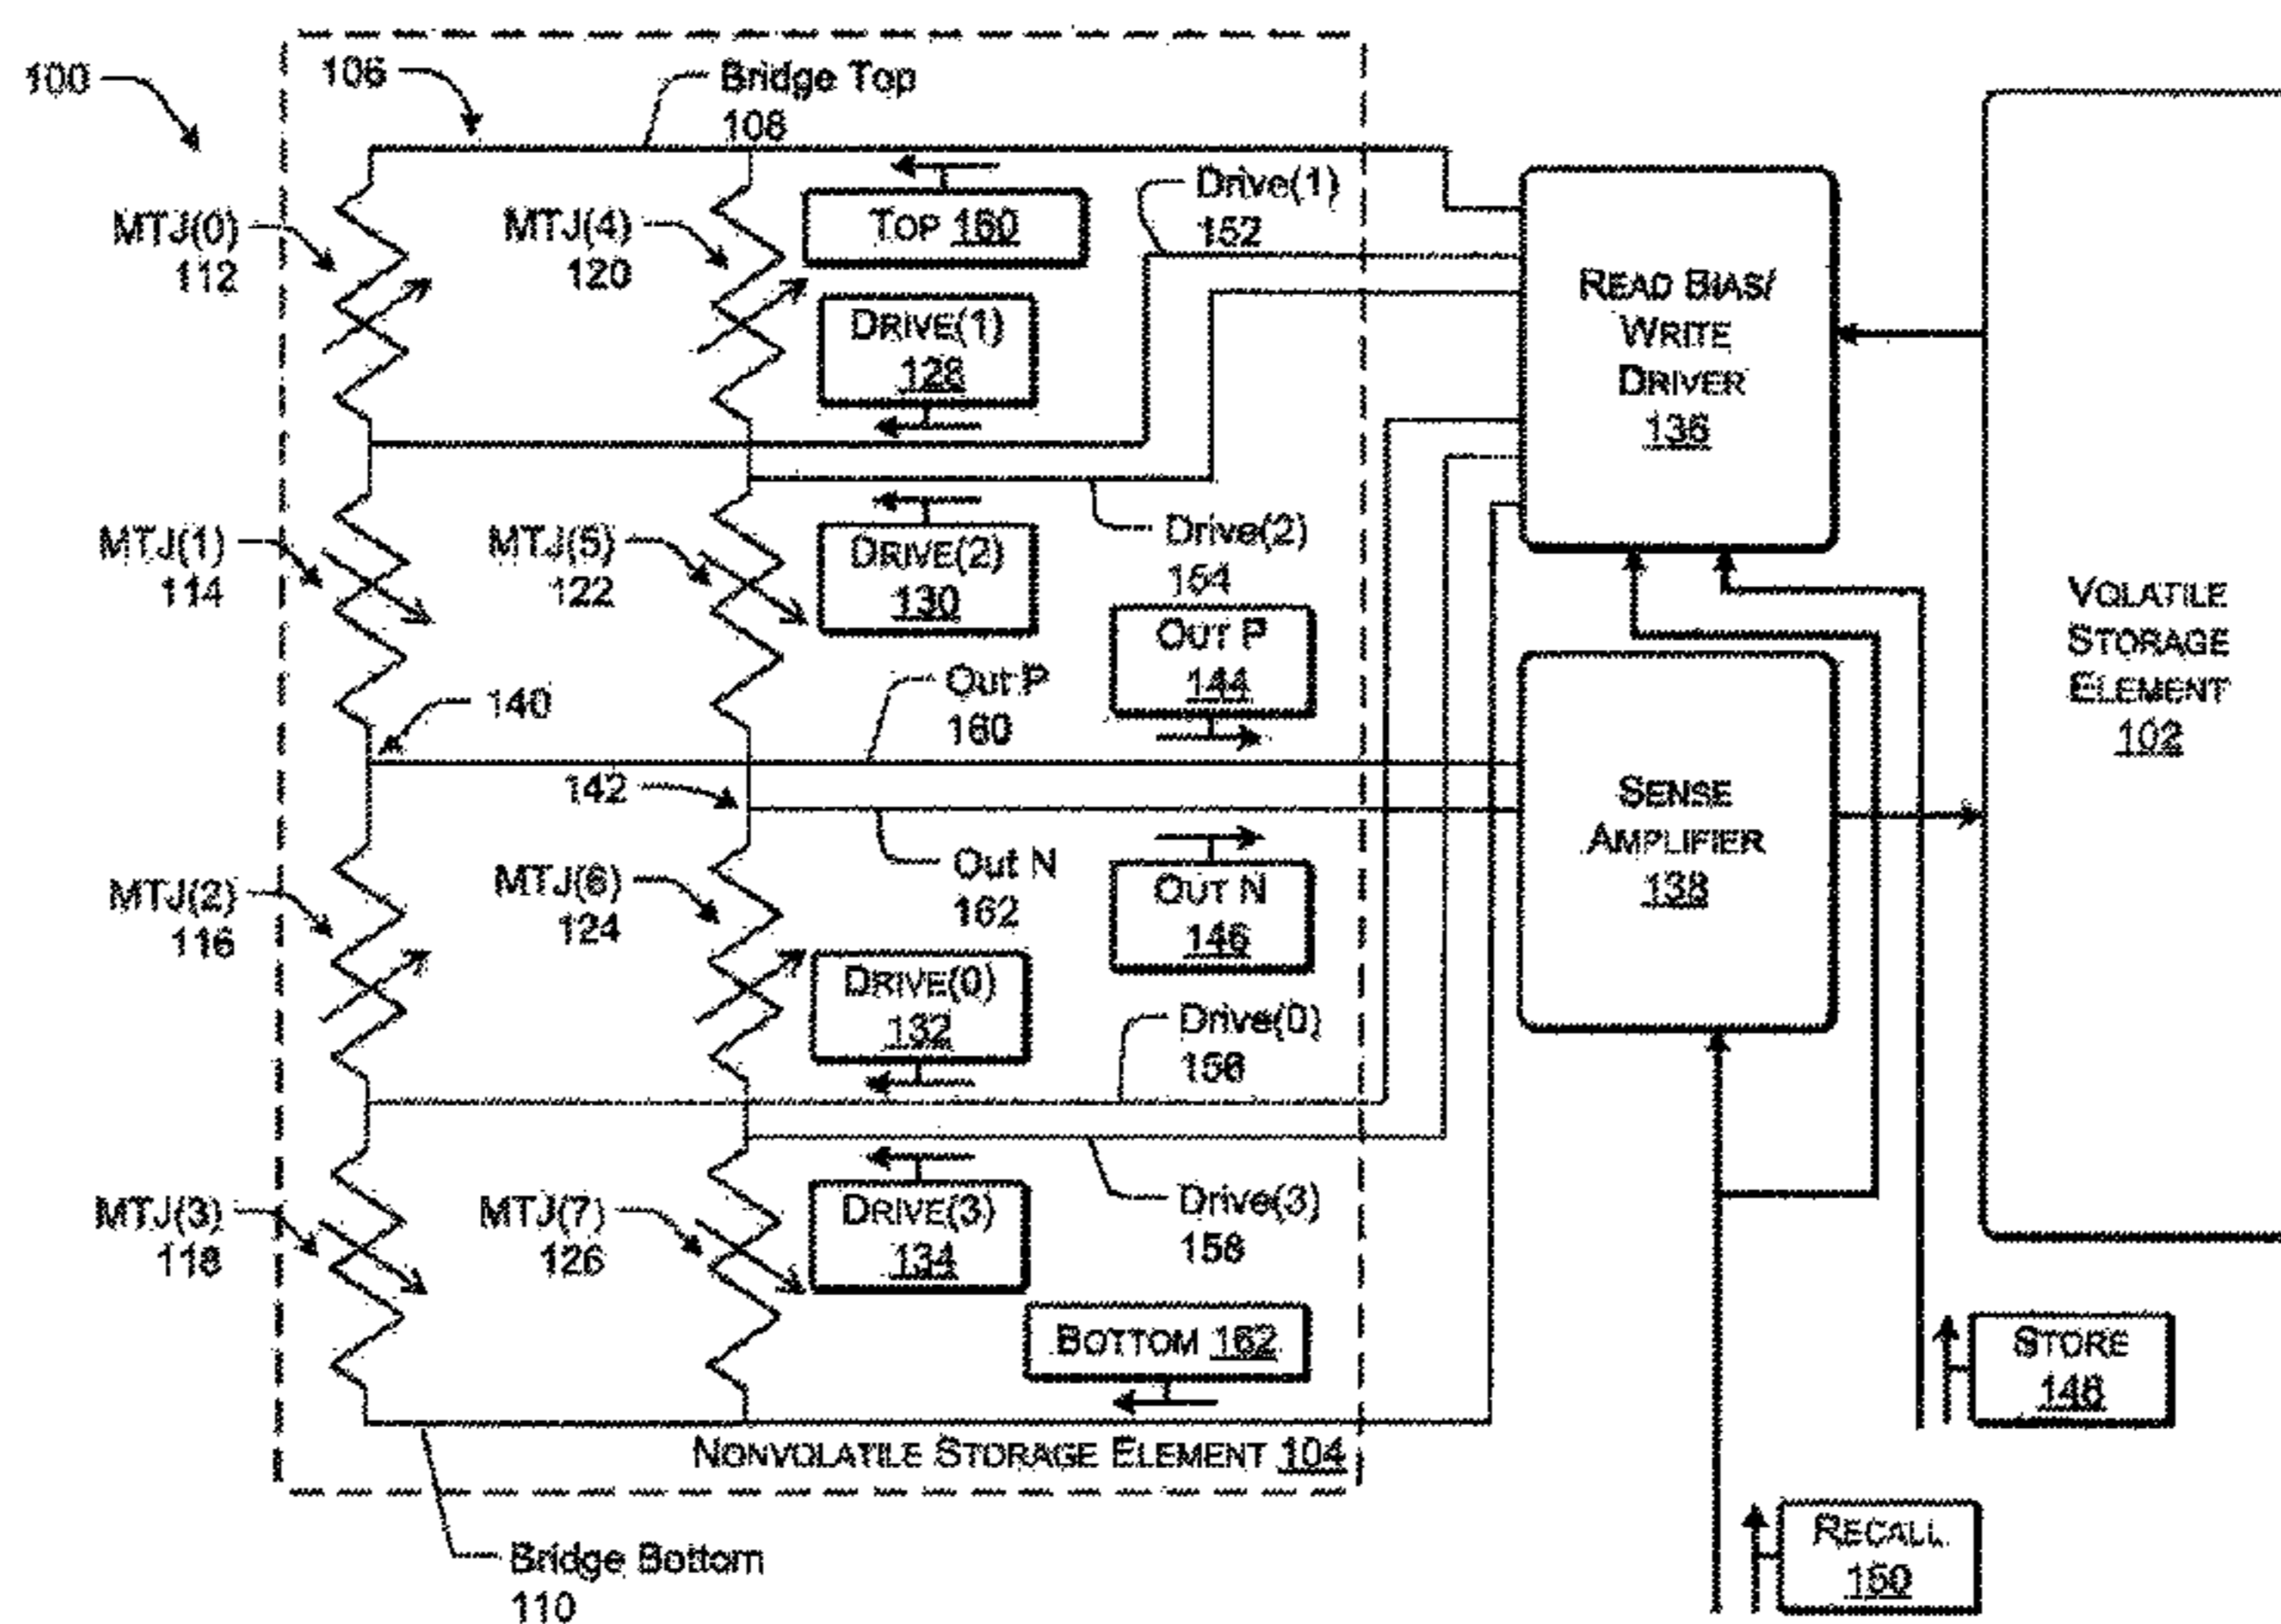 100
106
Bridge Top
108
MTJ(0)
112
MTJ(4)
120
TOP 160
Drive(1)
152
DRIVE(1)
128
READ BIAS/
WRITE
DRIVER
136
MTJ(1)
114
MTJ(5)
122
DRIVE(2)
130
Drive(2)
154
OUT P
144
VOLATILE
STORAGE
ELEMENT
102
140
Out P
160
142
SENSE
AMPLIFIER
138
MTJ(2)
116
MTJ(6)
124
Out N
162
OUT N
146
DRIVE(0)
132
Drive(0)
156
MTJ(3)
118
MTJ(7)
126
DRIVE(3)
134
Drive(3)
158
BOTTOM 162
STORE
148
NONVOLATILE STORAGE ELEMENT 104
RECALL
150
Bridge Bottom
110